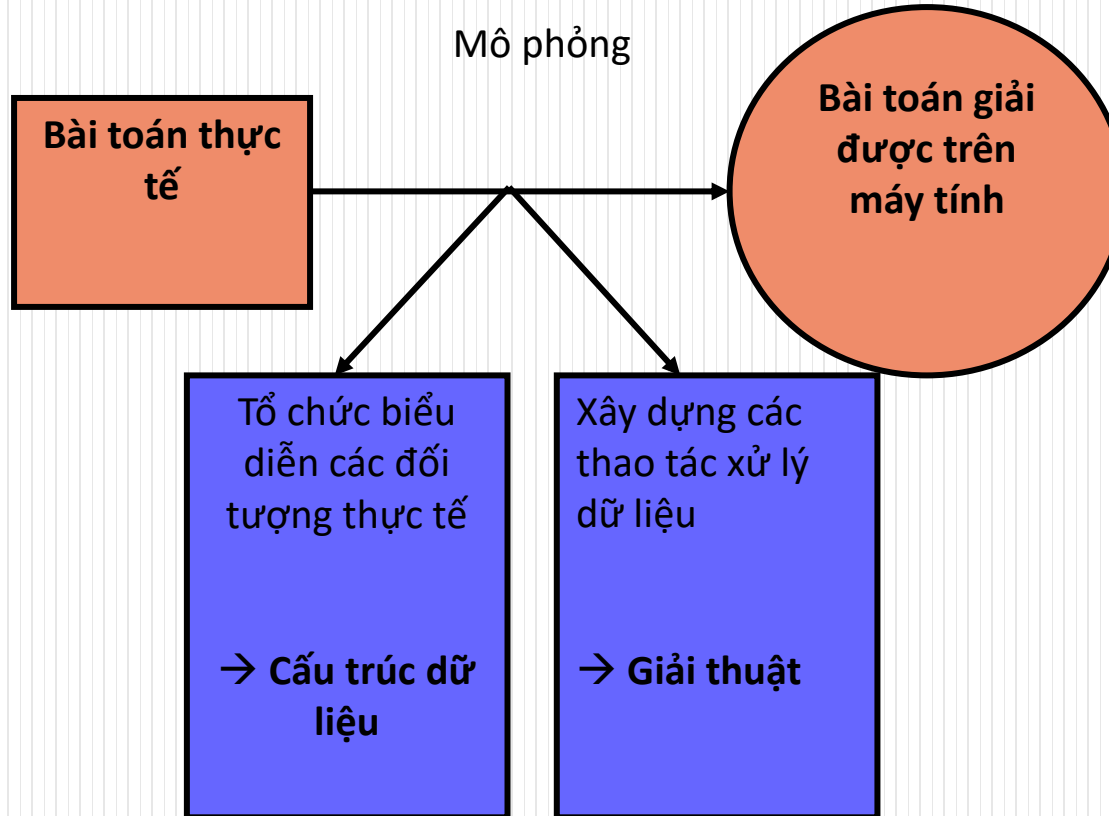 Mô phỏng
Bài toán thực
tế
Bài toán giải
được trên
máy tính
Tổ chức biểu
diễn các đối
tượng thực tế
→ Cấu trúc dữ
liệu
Xây dựng các
thao tác xử lý
dữ liệu
→ Giải thuật